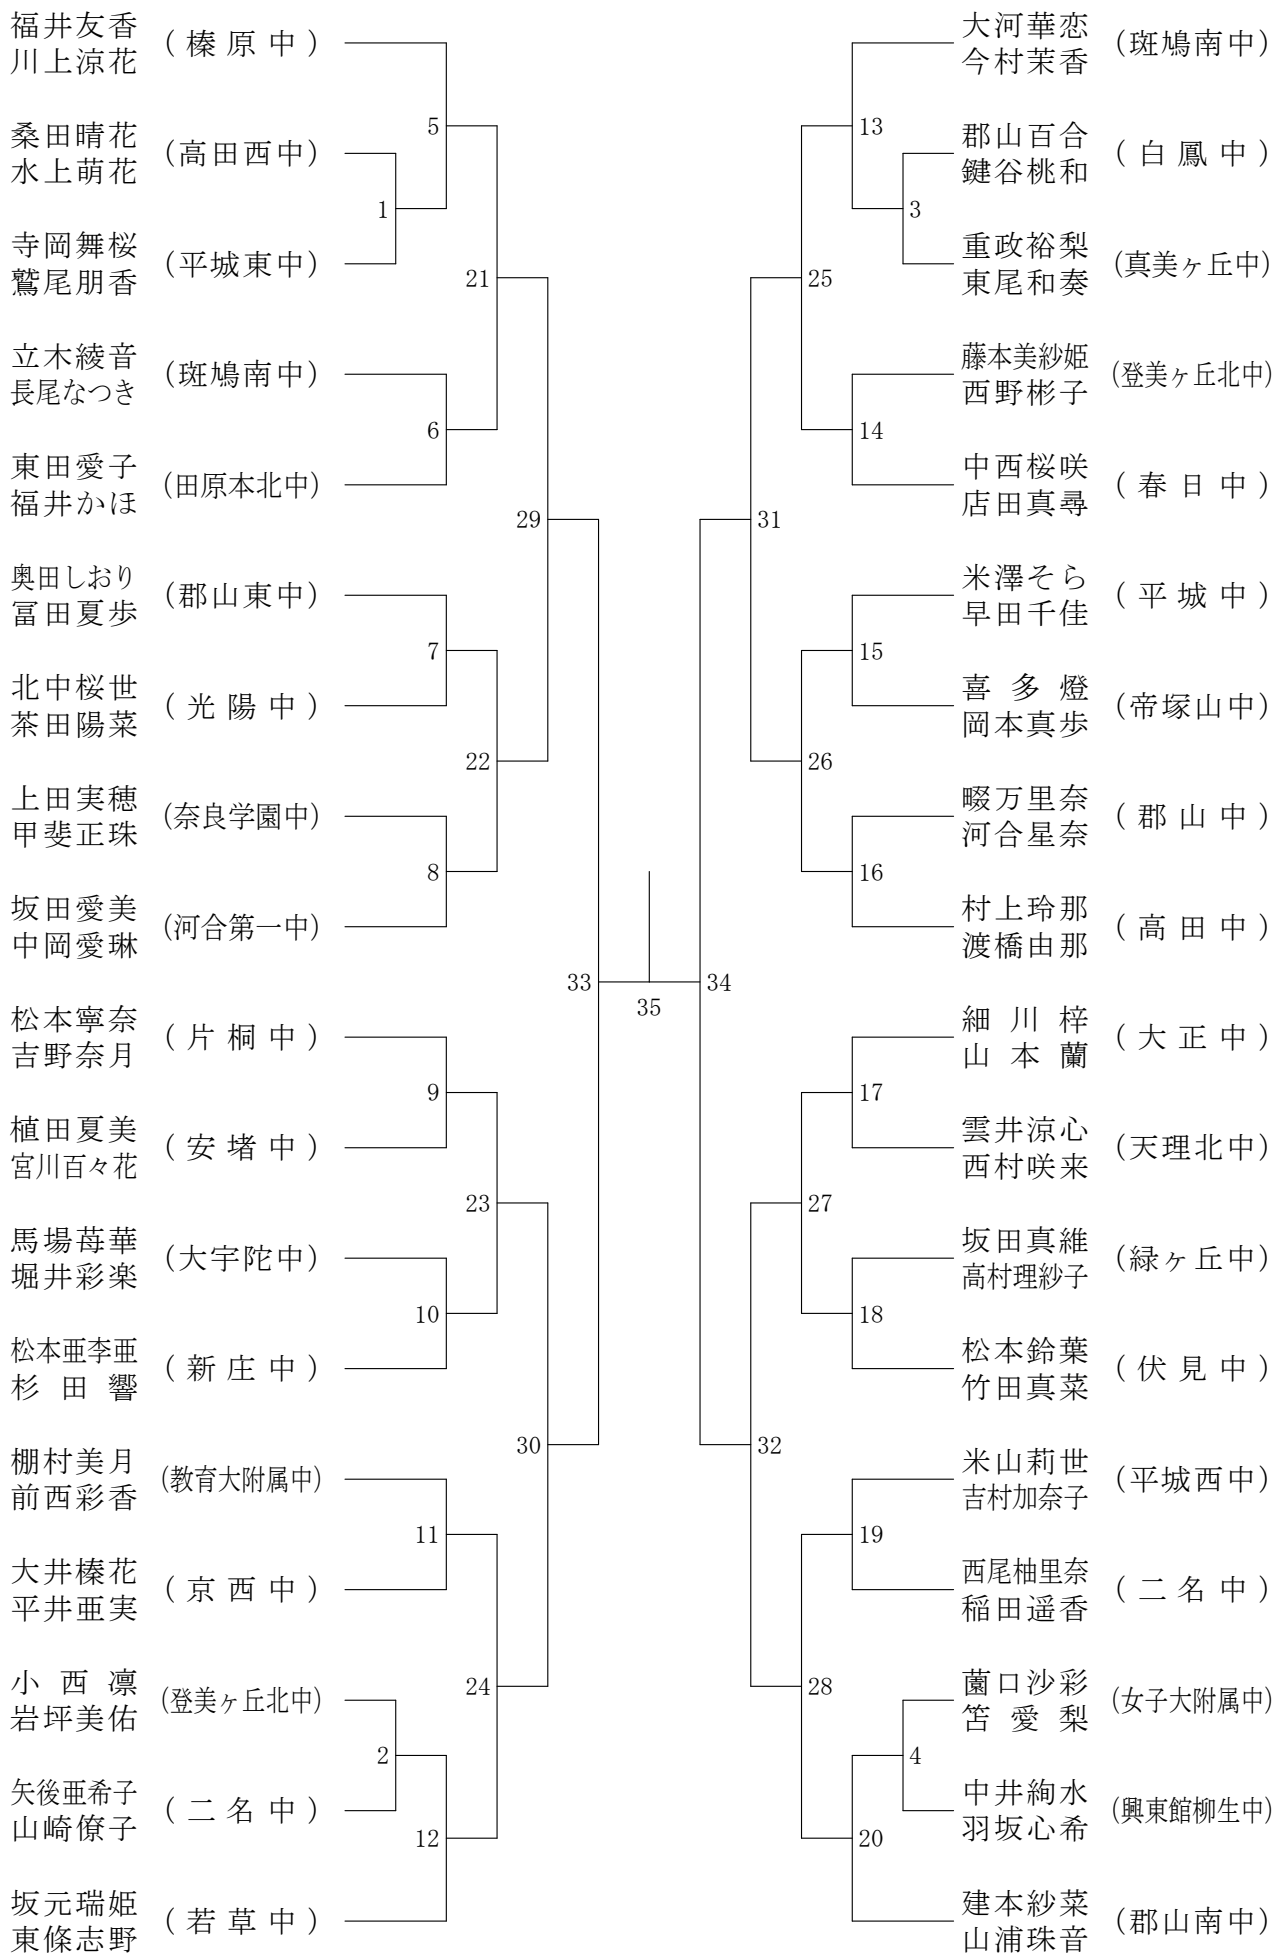 福井友香
川上涼花
(榛原中)
桑田晴花
水上萌花
(高田西中)
寺岡舞桜
鷲尾朋香
(平城東中)
立木綾音
長尾なつき
(斑鳩南中)
東田愛子
福井かほ
(田原本北中)
奥田しおり
冨田夏歩
(郡山東中)
北中桜世
茶田陽菜
(光陽中)
上田実穂
甲斐正珠
(奈良学園中)
坂田愛美
中岡愛琳
(河合第一中)
松本寧奈
吉野奈月
(片桐中)
植田夏美
宮川百々花
(安堵中)
馬場苺華
堀井彩楽
(大宇陀中)
松本亜李亜
杉田響
(新庄中)
棚村美月
前西彩香
(教育大附属中)
大井榛花
平井亜実
(京西中)
小西凛
岩坪美佑
(登美ヶ丘北中)
矢後亜希子
山崎僚子
(二名中)
坂元瑞姫
東條志野
(若草中)
1
2
5
6
7
8
9
10
11
12
21
22
23
24
29
30
33
35
34
31
32
25
26
27
28
13
14
15
16
17
18
19
20
3
4
大河華恋
今村茉香
(斑鳩南中)
郡山百合
鍵谷桃和
(白鳳中)
重政裕梨
東尾和奏
(真美ヶ丘中)
藤本美紗姫
西野彬子
(登美ヶ丘北中)
中西桜咲
店田真尋
(春日中)
米澤そら
早田千佳
(平城中)
喜多燈
岡本真歩
(帝塚山中)
畷万里奈
河合星奈
(郡山中)
村上玲那
渡橋由那
(高田中)
細川梓
山本蘭
(大正中)
雲井涼心
西村咲来
(天理北中)
坂田真維
高村理紗子
(緑ヶ丘中)
松本鈴葉
竹田真菜
(伏見中)
米山莉世
吉村加奈子
(平城西中)
西尾柚里奈
稲田遥香
(二名中)
薗口沙彩
笘愛梨
(女子大附属中)
中井絢水
羽坂心希
(興東館柳生中)
建本紗菜
山浦珠音
(郡山南中)